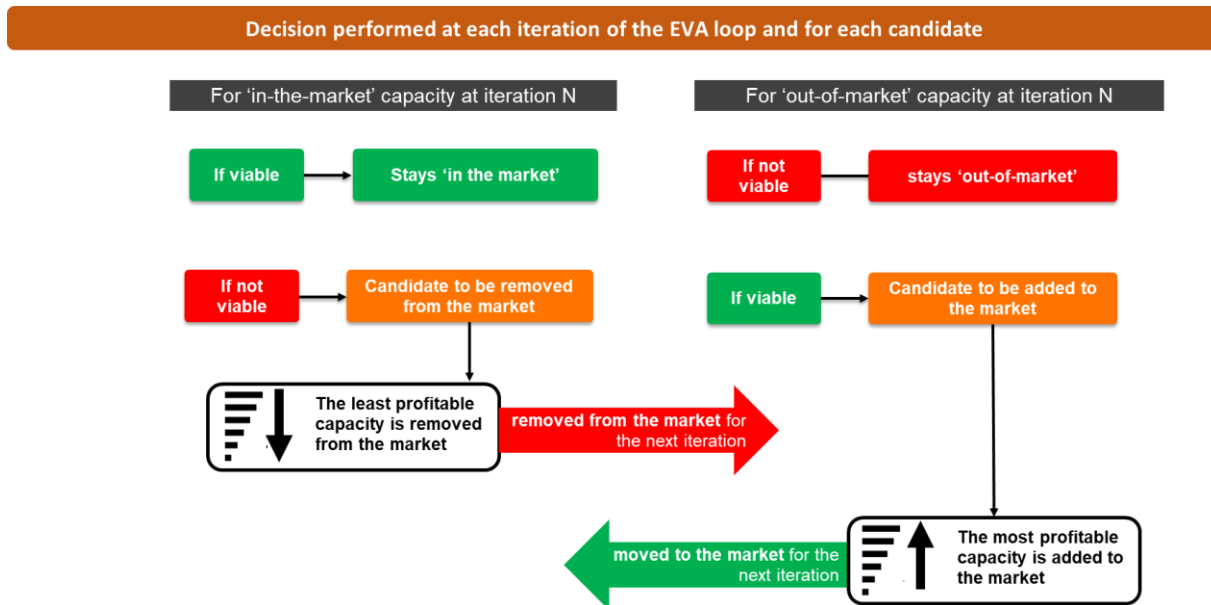 Decision performed at each iteration of the EVA loop and for each candidate
For ‘in-the-market’ capacity at iteration N
For ‘out-of-market’ capacity at iteration N
If viable
Stays ‘in the market’
If not
viable
stays ‘out-of-market’
If not
viable
Candidate to be removed
from the market
If viable
Candidate to be added to
the market
The least profitable
capacity is removed
from the market
removed from the market for
the next iteration
moved to the market for the
next iteration
The most profitable
capacity is added to
the market